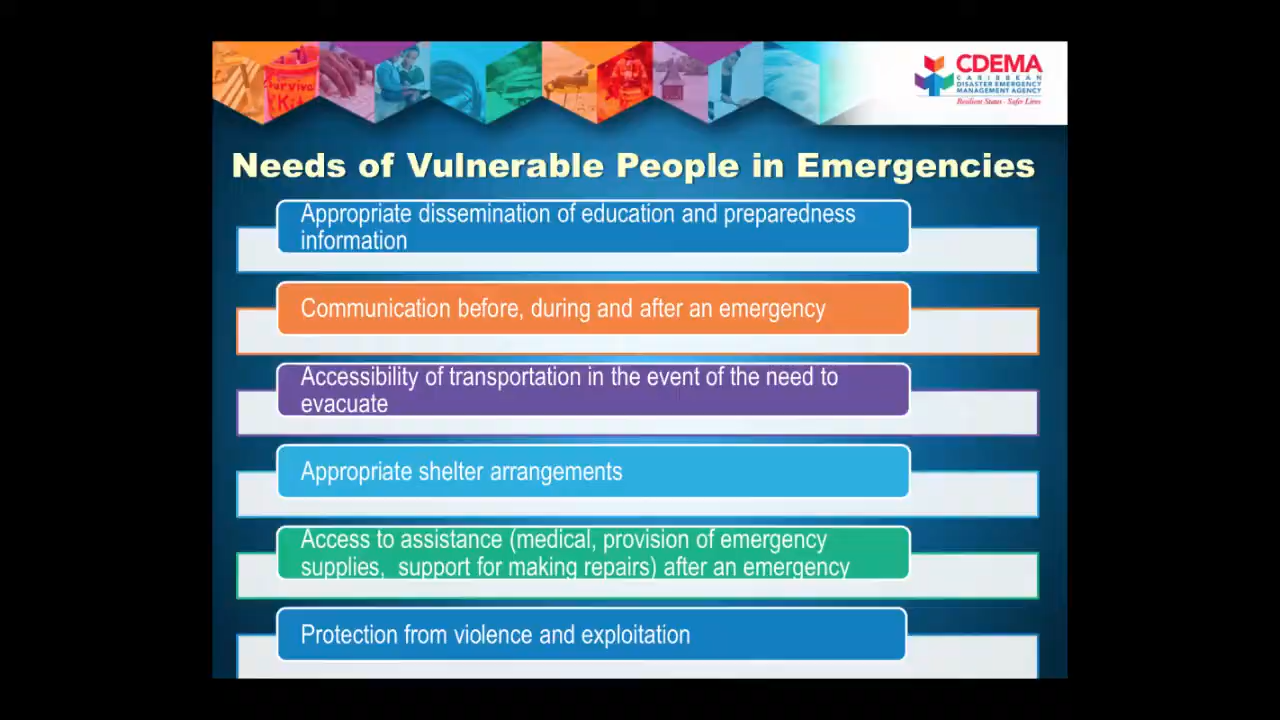 Survival
Kit
CDEMA
CARIBBEAN
DISASTER EMERGENCY
MANAGEMENT AGENCY
Resilient States - Safer Lives
Needs of Vulnerable People in Emergencies
Appropriate dissemination of education and preparedness
information
Communication before, during and after an emergency
Accessibility of transportation in the event of the need to
evacuate
Appropriate shelter arrangements
Access to assistance (medical, provision of emergency
supplies,  support for making repairs) after an emergency
Protection from violence and exploitation